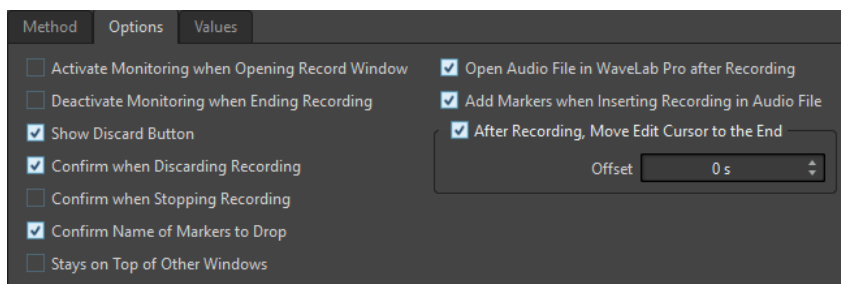 Method Options Values
Activate Monitoring when Opening Record Window
Deactivate Monitoring when Ending Recording
Show Discard Button
Confirm when Discarding Recording
Confirm when Stopping Recording
Confirm Name of Markers to Drop
Stays on Top of Other Windows
Open Audio File in WaveLab Pro after Recording
Add Markers when Inserting Recording in Audio File
After Recording, Move Edit Cursor to the End
Offset 0 s